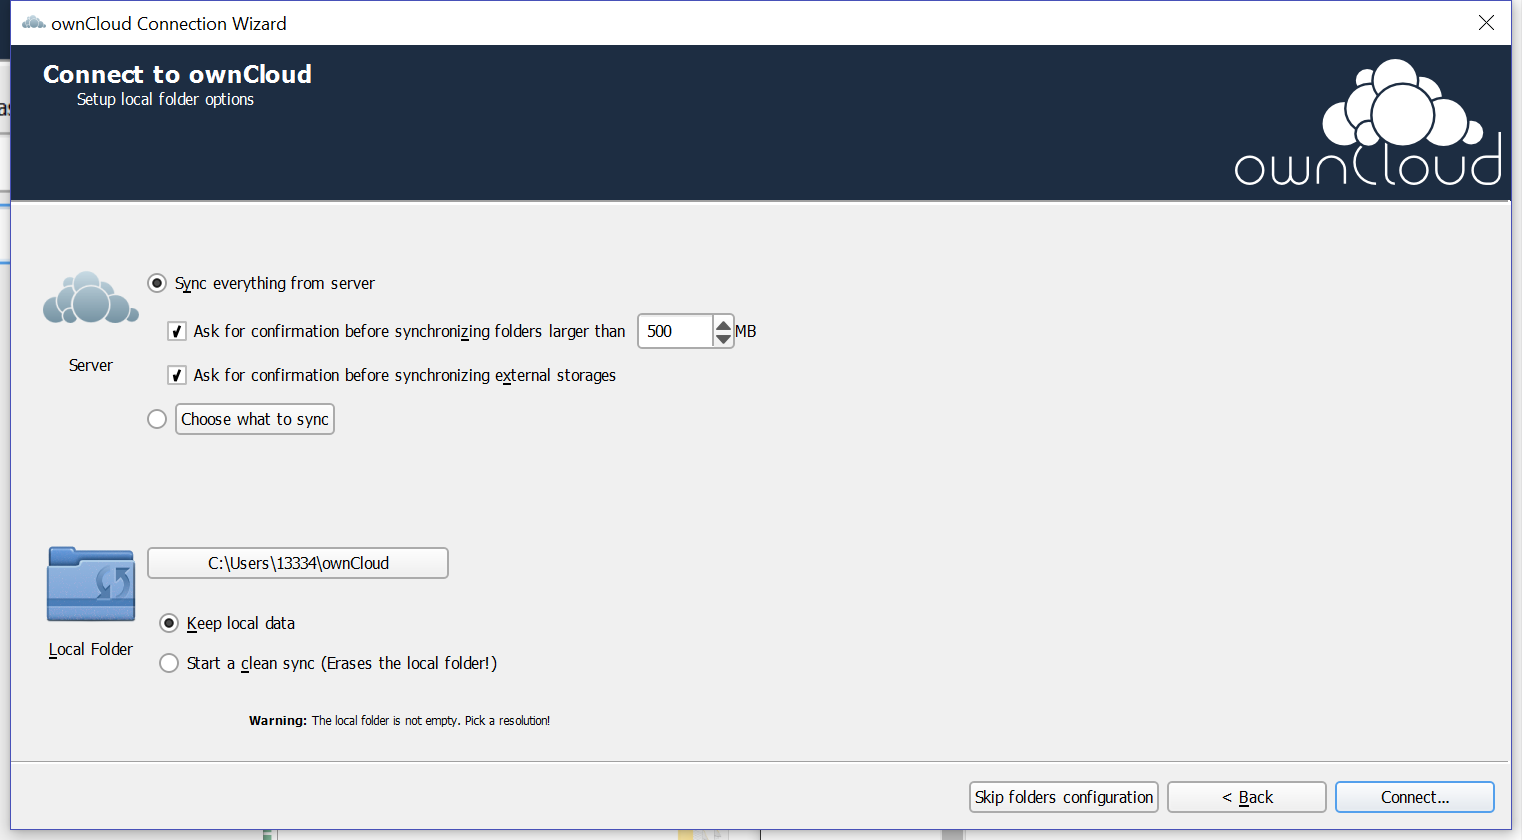 ownCloud Connection Wizard
Connect to ownCloud
Setup local folder options
ownCloud
Sync everything from server
Ask for confirmation before synchronizing folders larger than 500 MB
Server
Ask for confirmation before synchronizing external storages
Choose what to sync
C:\Users\13334\ownCloud
Keep local data
Local Folder
Start a clean sync (Erases the local folder!)
Warning: The local folder is not empty. Pick a resolution!
Skip folders configuration
< Back
Connect...